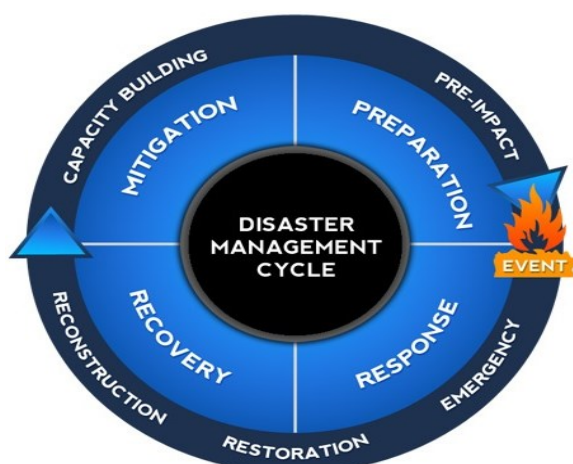 CAPACITY BUILDING
PRE-IMPACT
MITIGATION
PREPARATION
DISASTER
MANAGEMENT
CYCLE
EVENT
RECOVERY
RESPONSE
RECONSTRUCTION
EMERGENCY
RESTORATION